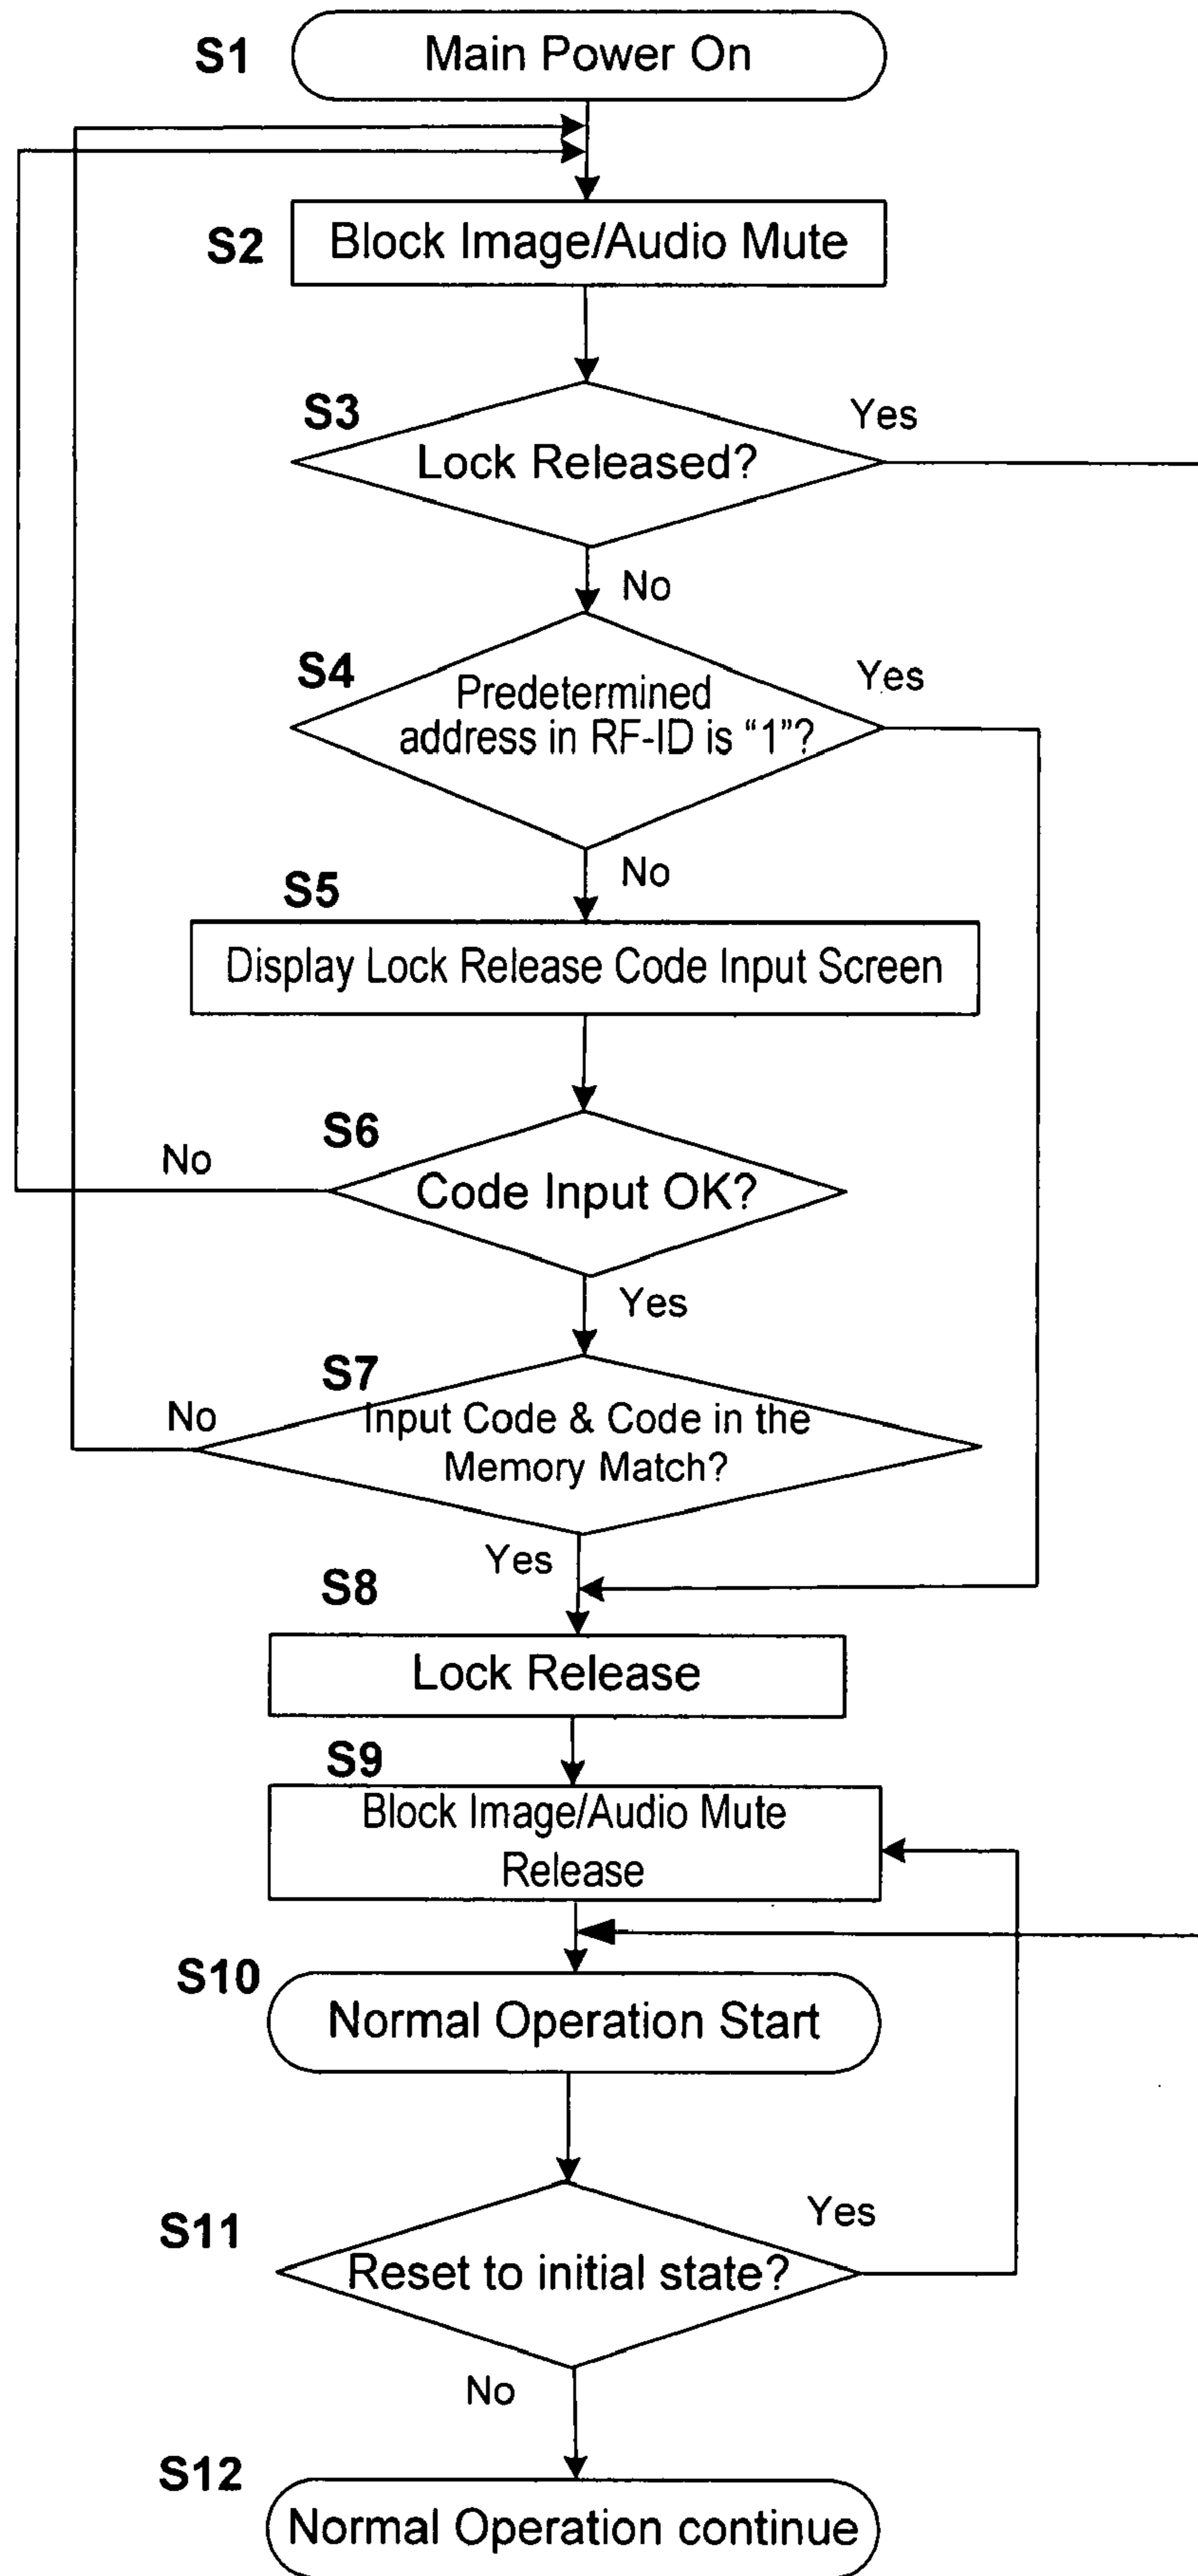 S1
Main Power On
S2
Block Image/Audio Mute
S3
Yes
Lock Released?
No
S4
Yes
Predetermined
address in RF-ID is “1”?
No
S5
Display Lock Release Code Input Screen
S6
No
Code Input OK?
Yes
S7
No
Input Code & Code in the
Memory Match?
Yes
S8
Lock Release
S9
Block Image/Audio Mute
Release
S10
Normal Operation Start
S11
Yes
Reset to initial state?
No
S12
Normal Operation continue